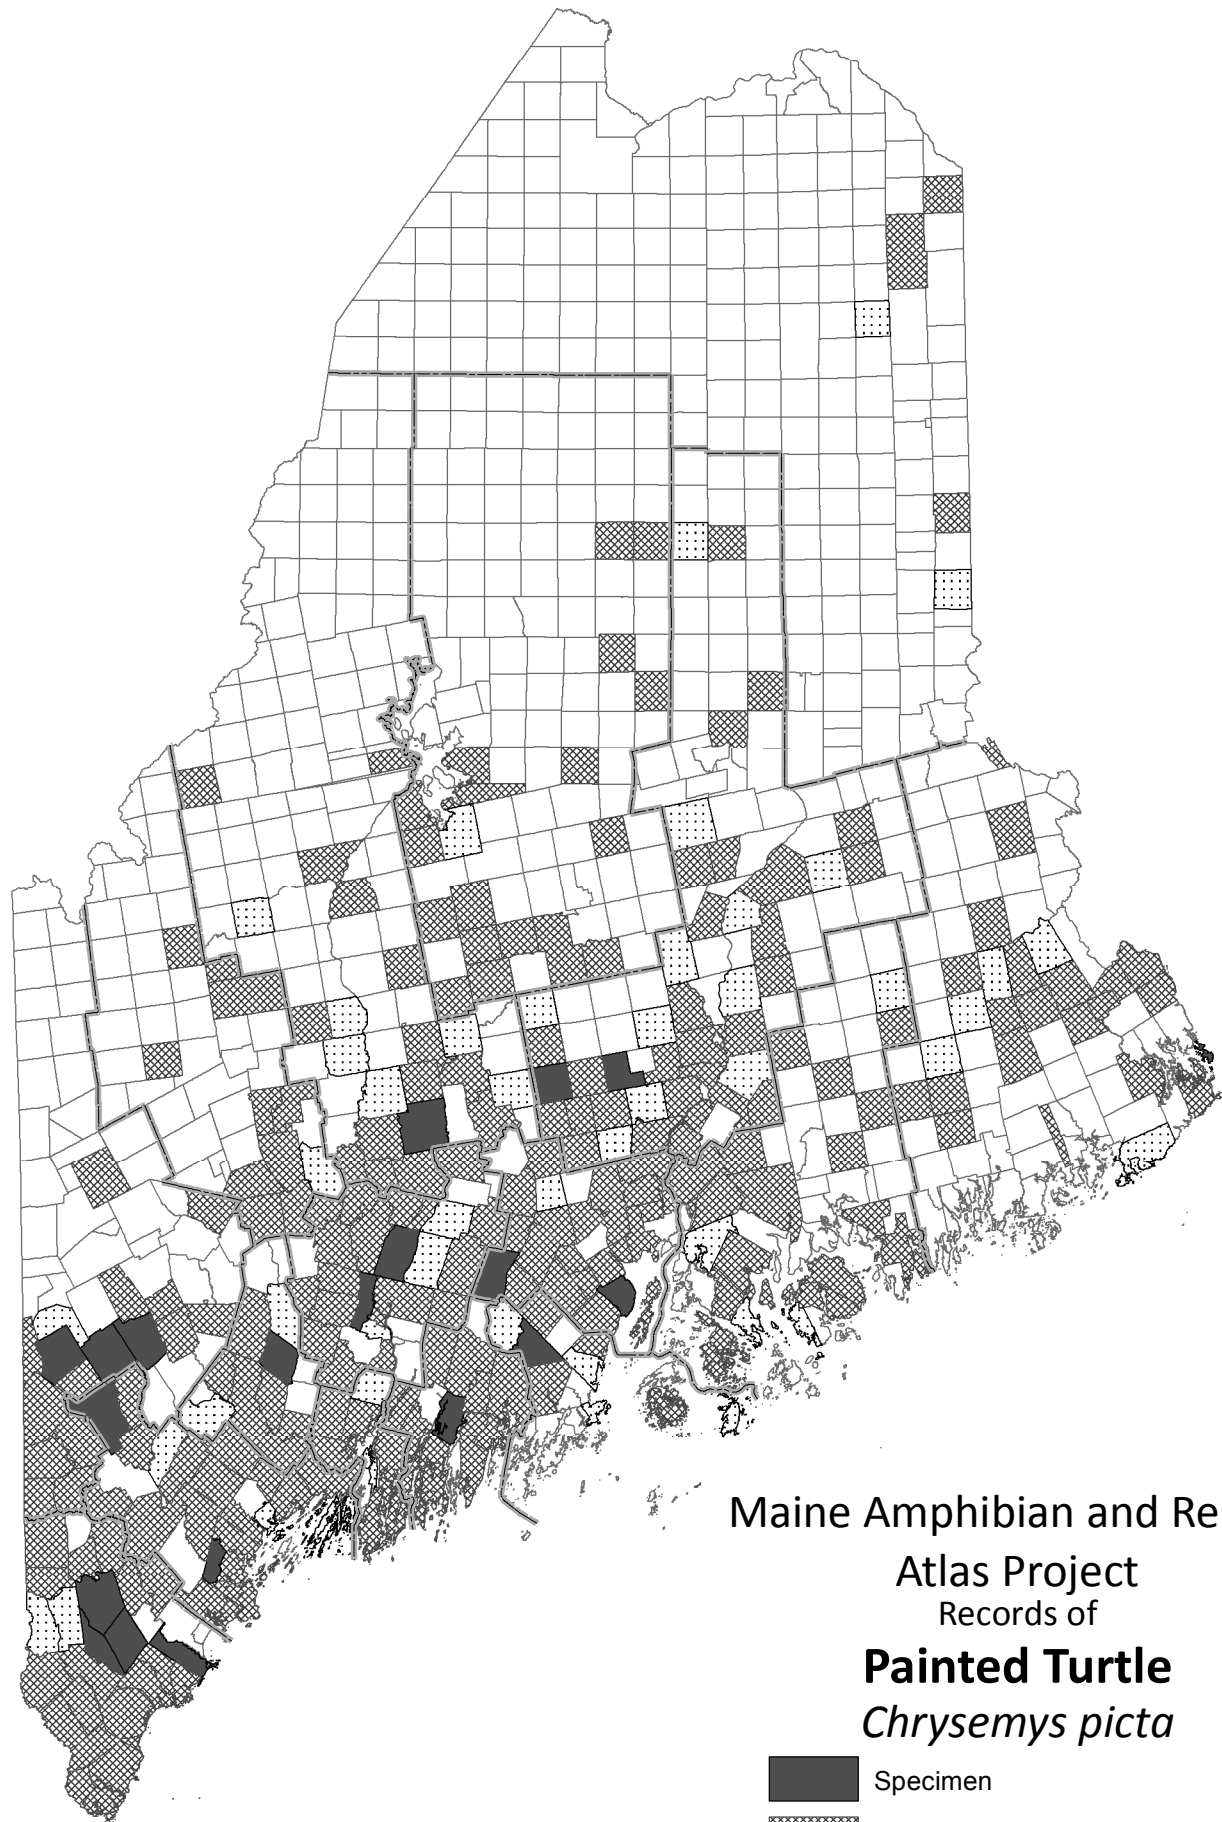 Maine Amphibian and Re
Atlas Project
Records of
Painted Turtle
Chrysemys picta
Specimen